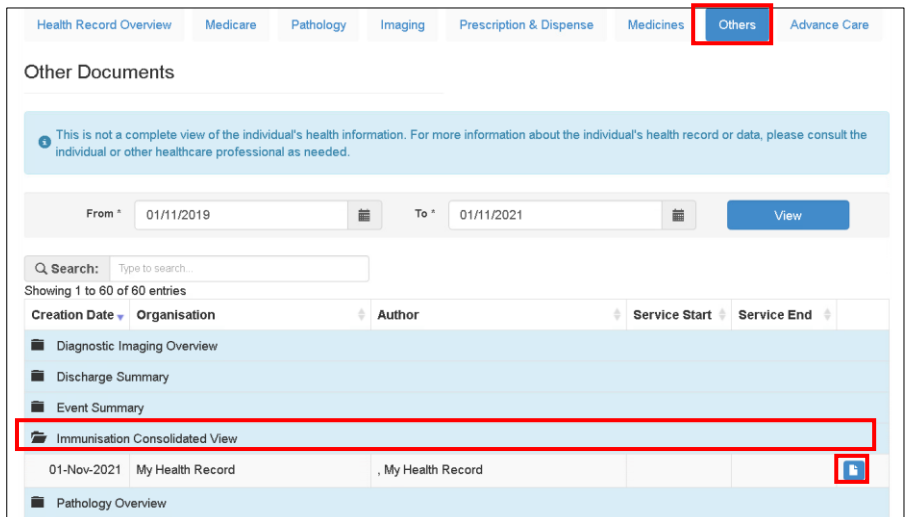 Health Record Overview Medicare Pathology Imaging Prescription & Dispense Medicines Others Advance Care
Other Documents
This is not a complete view of the individual's health information. For more information about the individual's health record or data, please consult the
individual or other healthcare professional as needed.
From * 01/11/2019 To * 01/11/2021 View
Search: Type to search...
Showing 1 to 60 of 60 entries
Creation Date Organisation Author Service Start Service End
Diagnostic Imaging Overview
Discharge Summary
Event Summary
Immunisation Consolidated View
01-Nov-2021 My Health Record , My Health Record
Pathology Overview